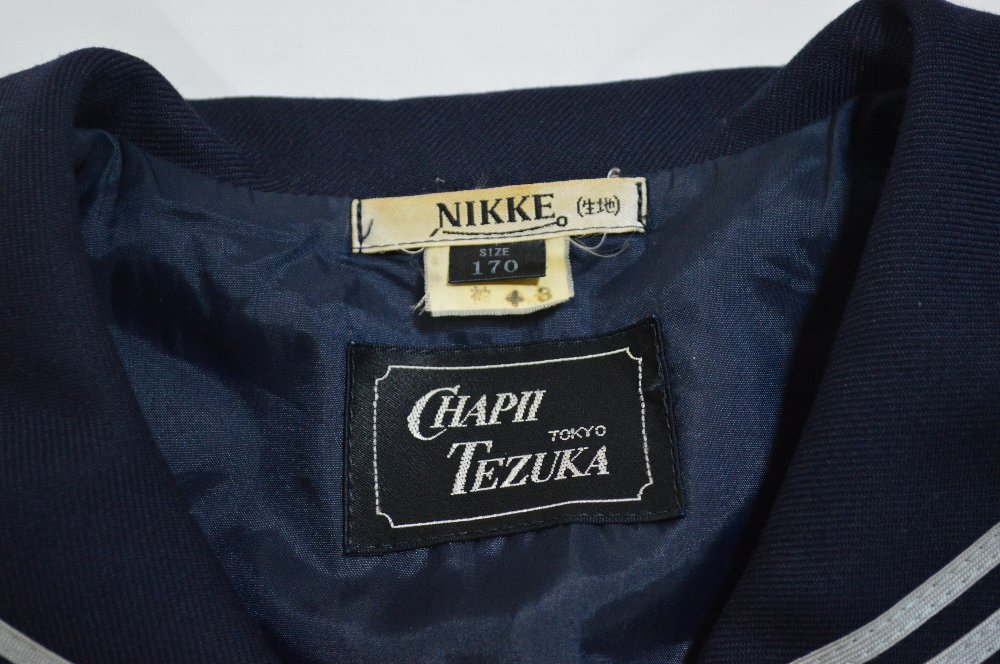 NIKKE (生地)
SIZE
170
CHAPII
TOKYO
TEZUKA